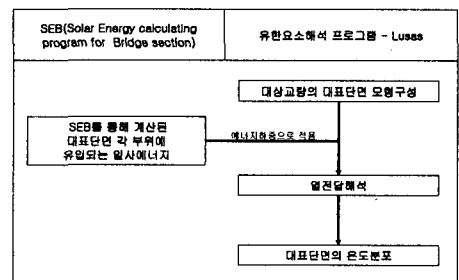 SEB(Solar Energy calculating
program for Bridge section)
유한요소해석 프로그램 - Lusas
대상교량의 대표단면 모형구성
SEB를 통해 계산된
대표단면 각 부위에
유입되는 일사에너지
에너지하중으로 적용
열전달해석
대표단면의 온도분포